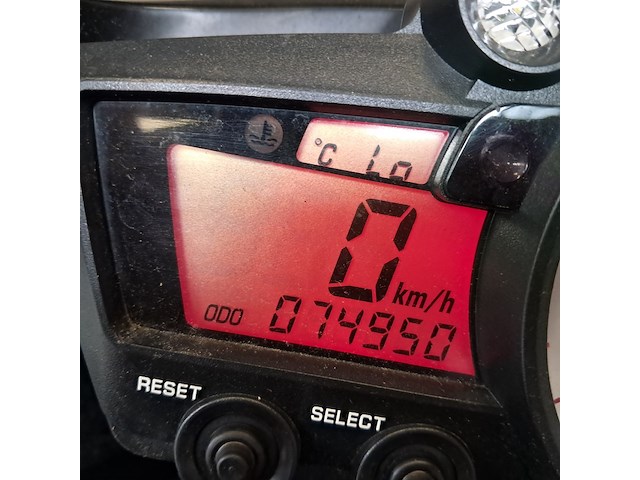 °C Lo
0 km/h
ODO 074950
RESET SELECT